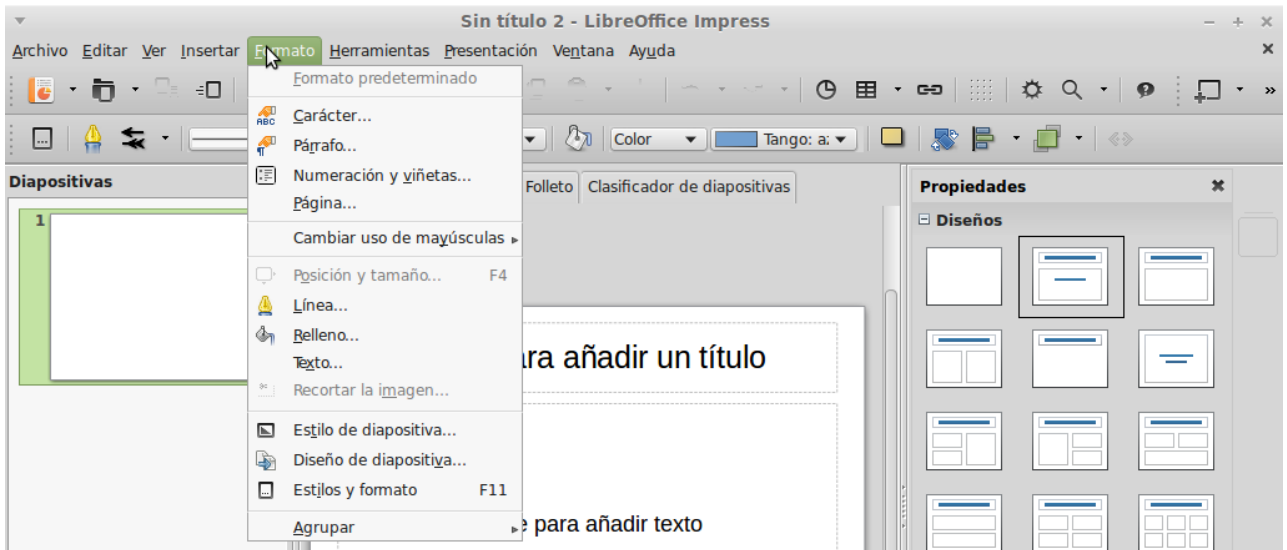 Sin título 2 - LibreOffice Impress
Archivo Editar Ver Insertar Formato Herramientas Presentación Ventana Ayuda
Formato predeterminado
Carácter...
Párrafo...
Numeración y viñetas...
Página...
Cambiar uso de mayúsculas
Posición y tamaño... F4
Línea...
Relleno...
Texto...
Recortar la imagen...
Estilo de diapositiva...
Diseño de diapositiva...
Estilos y formato F11
Agrupar
Color Tango: a:
Diapositivas
1
Folleto Clasificador de diapositivas
para añadir un título
para añadir texto
Propiedades
Diseños